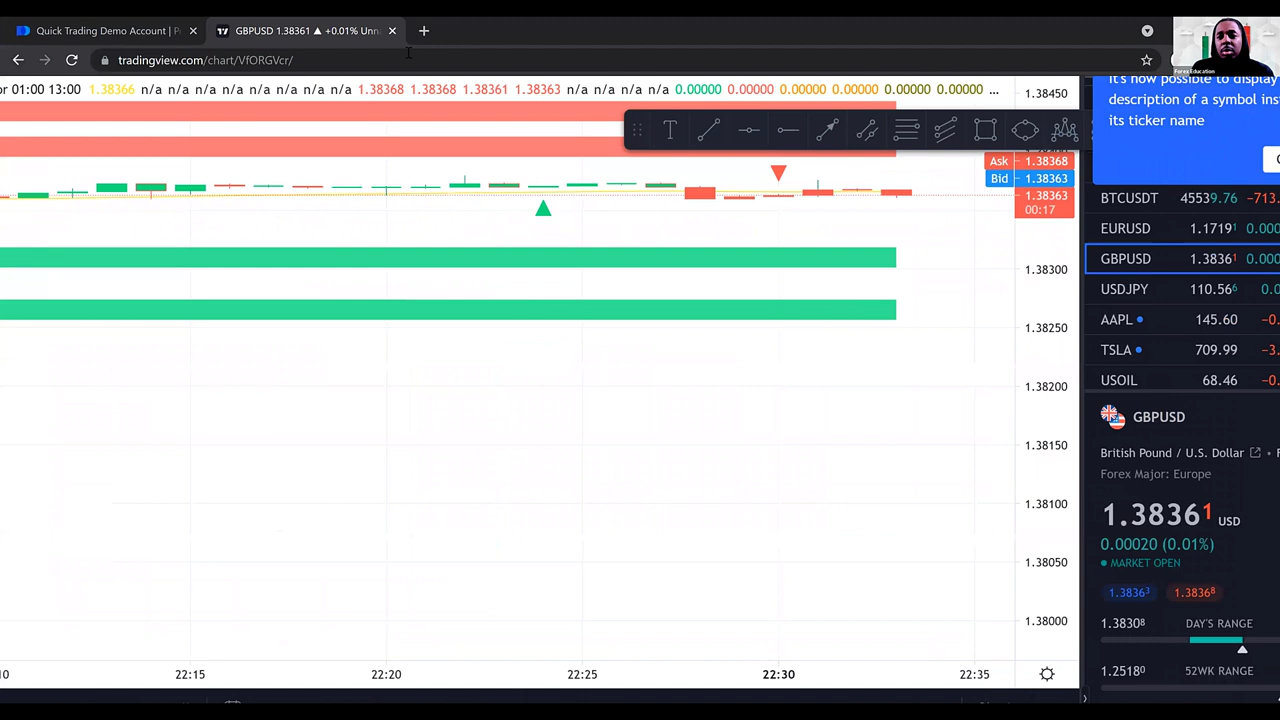 Quick Trading Demo Account | P
GBPUSD 1.38361 ▲ +0.01% Unn
tradingview.com/chart/VfORGVcr/
Forex Education
or 01:00 13:00 1.38366 n/a n/a n/a n/a n/a n/a n/a n/a 1.38368 1.38368 1.38361 1.38363 n/a n/a n/a n/a 0.00000 0.00000 0.00000 0.00000 0.00000 0.00000 ...
It's now possible to display
description of a symbol ins
its ticker name
1.38450
Ask 1.38368
Bid 1.38363
1.38363
00:17
1.38300
1.38250
1.38200
1.38150
1.38100
1.38050
1.38000
BTCUSDT 45539.76 -713.
EURUSD 1.17191 0.000
GBPUSD 1.38361 0.000
USDJPY 110.566 0.0
AAPL 145.60 -0.
TSLA 709.99 -3.
USOIL 68.46 -0.
GBPUSD
British Pound / U.S. Dollar
Forex Major: Europe
1.38361 USD
0.00020 (0.01%)
MARKET OPEN
1.38363 1.38368
1.38308 DAY'S RANGE
1.25180 52WK RANGE
22:15 22:20 22:25 22:30 22:35